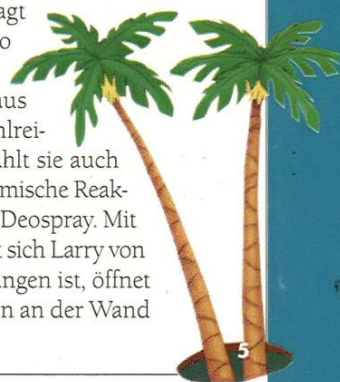 agt
o
aus
hlrei-
ählt sie auch
mische Reak-
Deospray. Mit
t sich Larry von
ngen ist, öffnet
n an der Wand
5